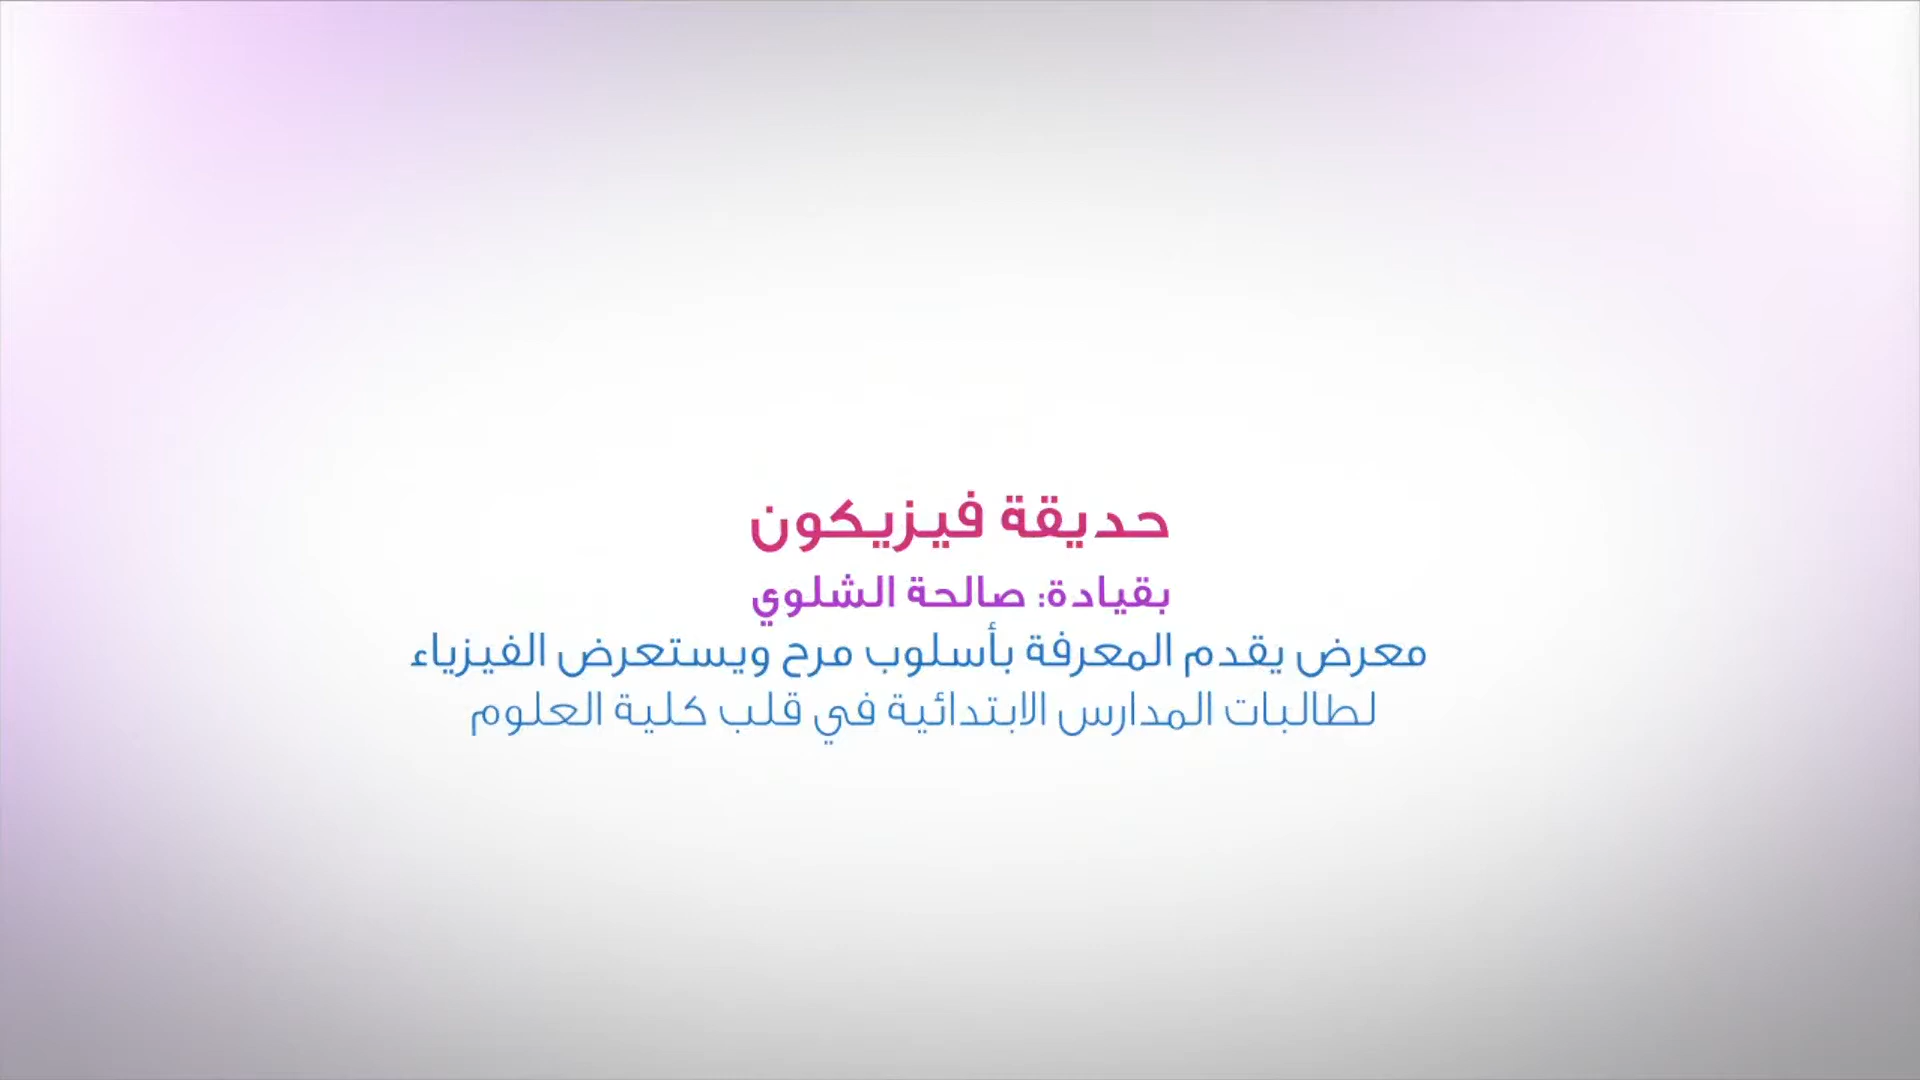 حديقة فيزيكون
بقيادة: صالحة الشلوي
معرض يقدم المعرفة بأسلوب مرح ويستعرض الفيزياء
لطالبات المدارس الابتدائية في قلب كلية العلوم